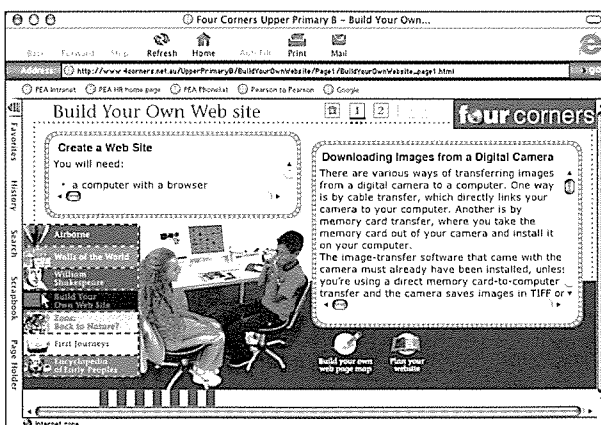 Four Corners Upper Primary B – Build Your Own...
Back Forward Stop Refresh Home AutoFill Print Mail
Address: http://www.4corners.net.au/UpperPrimaryB/BuildYourOwnWebsite/Page1/BuildYourOwnWebsite_page1.html
PEA Intranet PEA HR home page PEA Phonelist Pearson to Pearson Google
Build Your Own Web site
1 2
four corners
Favorites
History
Search
Scrapbook
Page Holder
Create a Web Site
You will need:
• a computer with a browser
Airborne
Walls of the World
William
Shakespeare
Build Your
Own Web Site
Zoos:
Back to Nature?
First Journeys
Encyclopedia
of Early Peoples
Downloading Images from a Digital Camera
There are various ways of transferring images
from a digital camera to a computer. One way
is by cable transfer, which directly links your
camera to your computer. Another is by
memory card transfer, where you take the
memory card out of your camera and install it
on your computer.
The image-transfer software that came with the
camera must already have been installed, unless
you're using a direct memory card-to-computer
transfer and the camera saves images in TIFF or
Build your own
web page map
Plan your
website
Internet zone